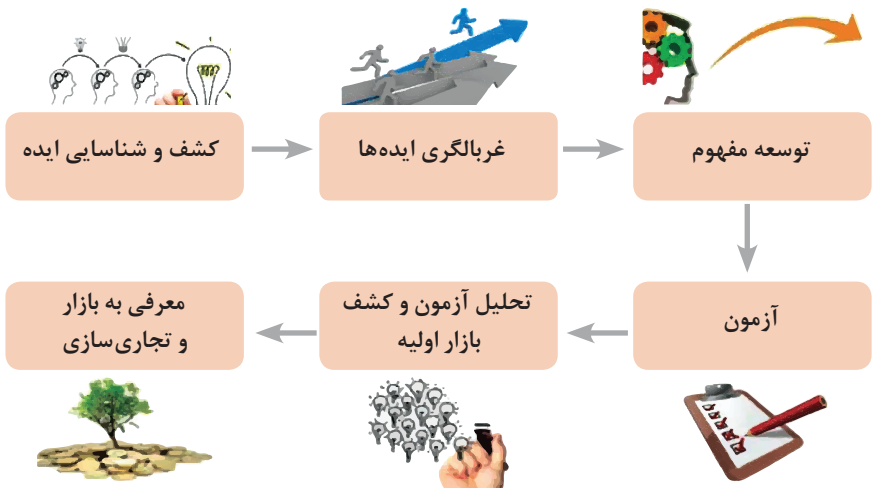 کشف و شناسایی ایده
غربالگری ایده‌ها
توسعه مفهوم
آزمون
تحلیل آزمون و کشف
بازار اولیه
معرفی به بازار
و تجاری‌سازی